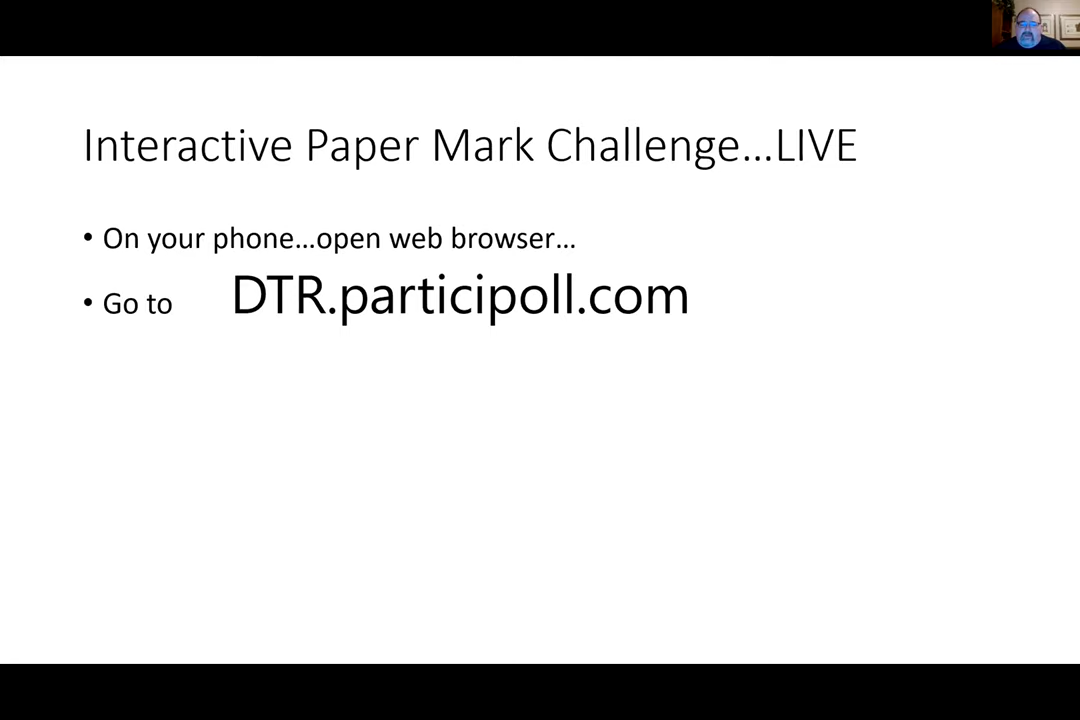 Interactive Paper Mark Challenge...LIVE
• On your phone...open web browser...
• Go to DTR.participoll.com